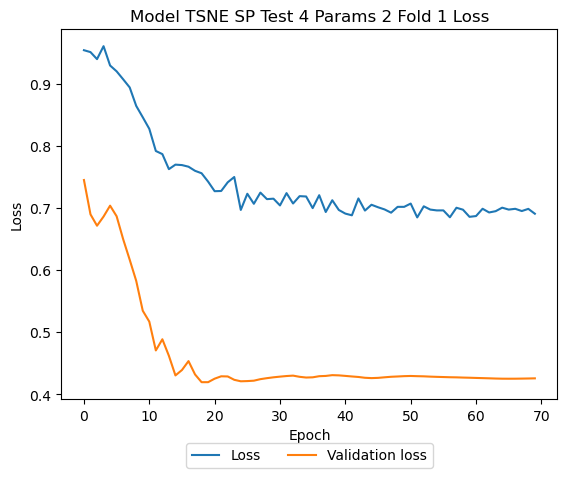 Model TSNE SP Test 4 Params 2 Fold 1 Loss
0.9
0.8
0.7
0.6
0.5
0.4
Loss
0 10 20 30 40 50 60 70
Epoch
Loss Validation loss